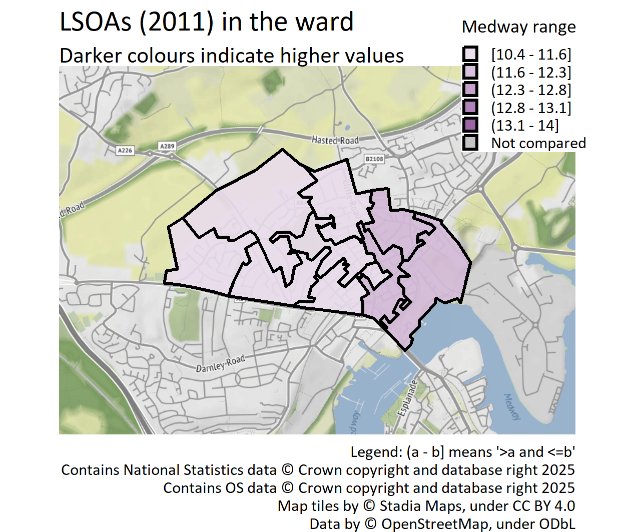 LSOAs (2011) in the ward
Darker colours indicate higher values
Medway range
[10.4 - 11.6]
(11.6 - 12.3]
(12.3 - 12.8]
(12.8 - 13.1]
(13.1 - 14]
Not compared
Hasted Road
A226
A289
B2108
d Road
Darnley Road
Esplanade
Medway
dway
Legend: (a - b] means '>a and <=b'
Contains National Statistics data © Crown copyright and database right 2025
Contains OS data © Crown copyright and database right 2025
Map tiles by © Stadia Maps, under CC BY 4.0
Data by © OpenStreetMap, under ODbL